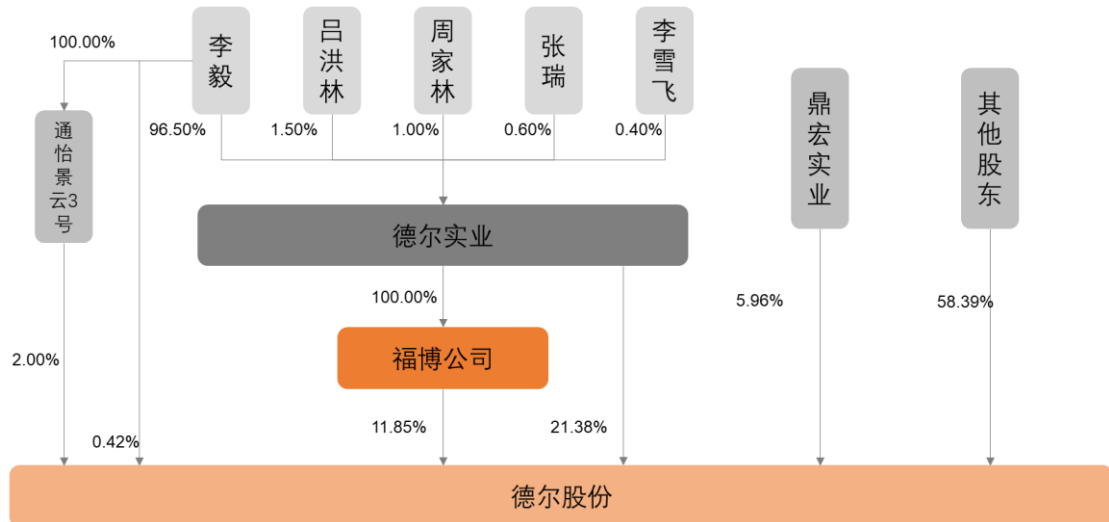 100.00%
李毅
吕洪林
周家林
张瑞
李雪飞
鼎宏实业
其他股东
通怡景云3号
96.50%
1.50%
1.00%
0.60%
0.40%
德尔实业
100.00%
5.96%
58.39%
福博公司
2.00%
0.42%
11.85%
21.38%
德尔股份